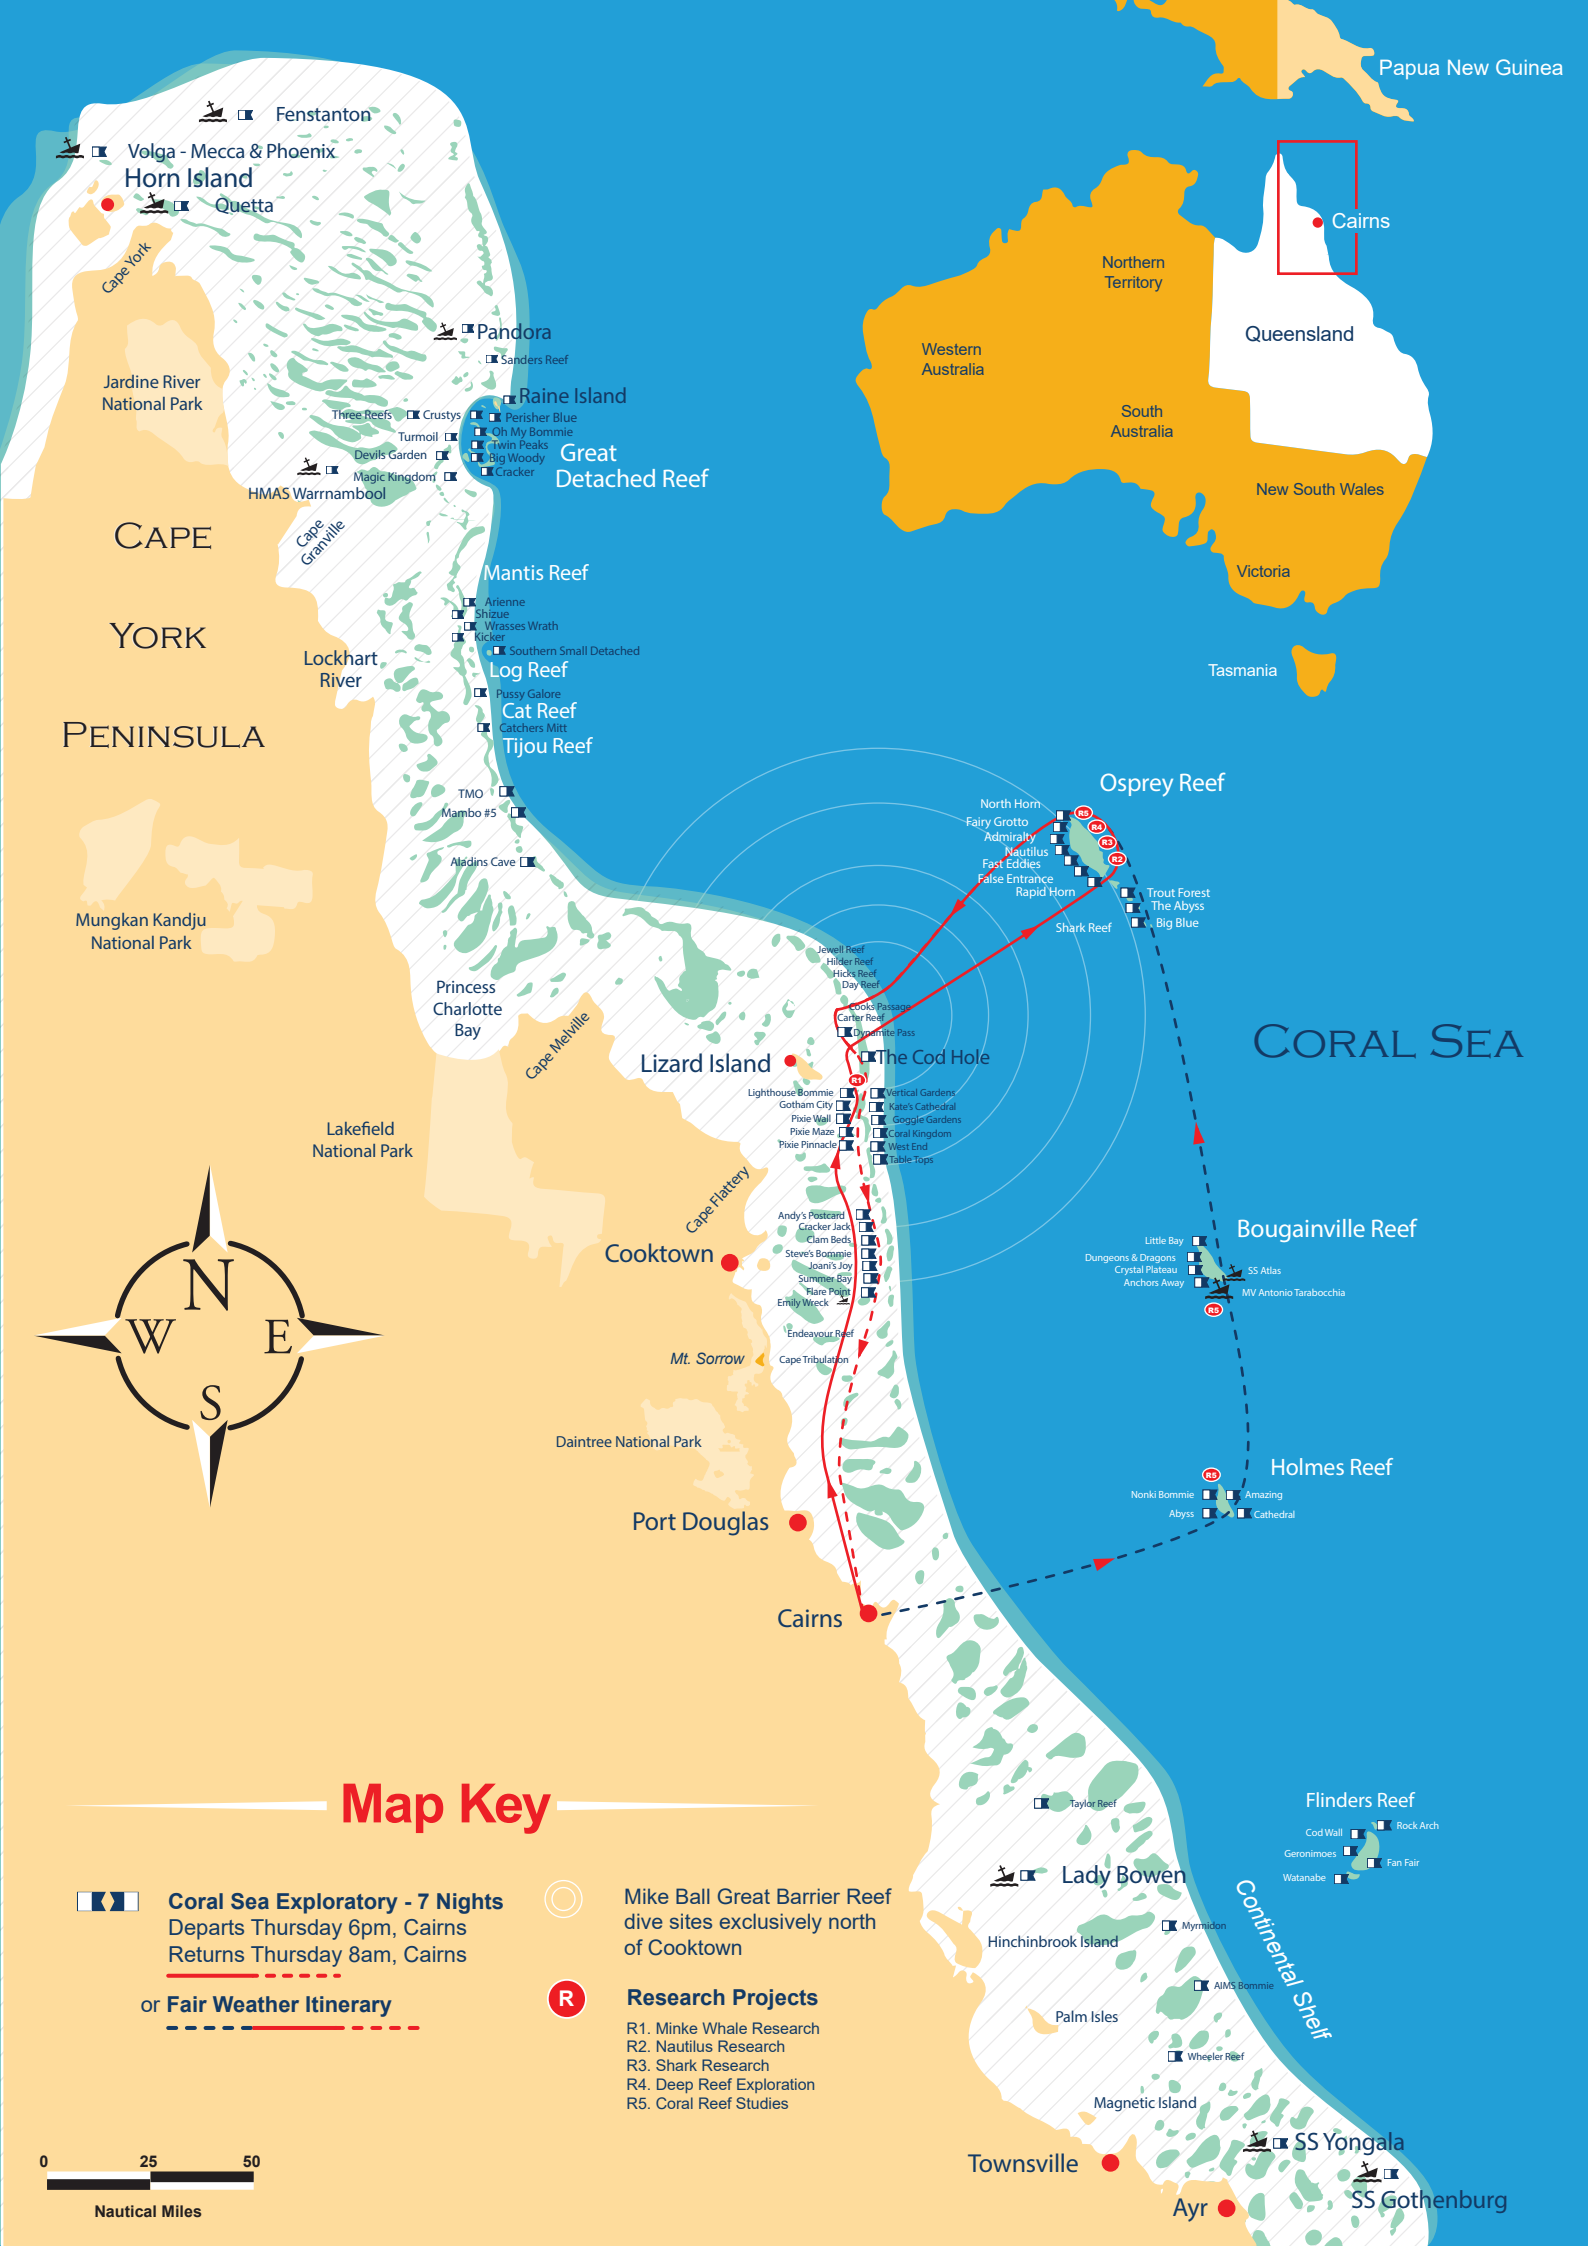 Papua New Guinea
Fenstanton
Volga - Mecca & Phoenix
Horn Island
Quetta
Cape York
Cairns
Northern
Territory
Queensland
Western
Australia
South
Australia
New South Wales
Victoria
Tasmania
Pandora
Sanders Reef
Jardine River
National Park
Raine Island
Three Reefs
Crustys
Perisher Blue
Turmoil
Oh My Bommie
Twin Peaks
Devils Garden
Big Woody
Great
Detached Reef
Magic Kingdom
Cracker
HMAS Warrnambool
Cape
Granville
CAPE
YORK
PENINSULA
Mantis Reef
Arienne
Shizue
Wrasses Wrath
Kicker
Southern Small Detached
Lockhart
River
Log Reef
Pussy Galore
Cat Reef
Catchers Mitt
Tijou Reef
TMO
Mambo #5
Aladins Cave
Mungkan Kandju
National Park
Osprey Reef
North Horn
R5
Fairy Grotto
R4
Admiralty
R3
Nautilus
R2
Fast Eddies
False Entrance
Rapid Horn
Trout Forest
The Abyss
Shark Reef
Big Blue
Jewell Reef
Hilder Reef
Hicks Reef
Day Reef
Cooks Passage
Carter Reef
Dynamite Pass
Princess
Charlotte
Bay
Cape Melville
Lizard Island
The Cod Hole
CORAL SEA
R1
Lighthouse Bommie
Vertical Gardens
Gotham City
Kate's Cathedral
Pixie Wall
Goggle Gardens
Pixie Maze
Coral Kingdom
Pixie Pinnacle
West End
Table Tops
Lakefield
National Park
Cape Flattery
Andy's Postcard
Cracker Jack
Clam Beds
Steve's Bommie
Joani's Joy
Summer Bay
Flare Point
Emily Wreck
Cooktown
Endeavour Reef
Mt. Sorrow
Cape Tribulation
Bougainville Reef
Little Bay
Dungeons & Dragons
Crystal Plateau
SS Atlas
Anchors Away
MV Antonio Tarabocchia
R5
N
W
E
S
Daintree National Park
Port Douglas
Holmes Reef
R5
Nonki Bommie
Amazing
Abyss
Cathedral
Cairns
Taylor Reef
Flinders Reef
Rock Arch
Cod Wall
Geronimoes
Fan Fair
Watanabe
Lady Bowen
Continental Shelf
Myrmidon
Hinchinbrook Island
AIMS Bommie
Palm Isles
Wheeler Reef
Magnetic Island
SS Yongala
Townsville
SS Gothenburg
Ayr
Map Key
Coral Sea Exploratory - 7 Nights
Departs Thursday 6pm, Cairns
Returns Thursday 8am, Cairns
or Fair Weather Itinerary
Mike Ball Great Barrier Reef
dive sites exclusively north
of Cooktown
R
Research Projects
R1. Minke Whale Research
R2. Nautilus Research
R3. Shark Research
R4. Deep Reef Exploration
R5. Coral Reef Studies
0 25 50
Nautical Miles